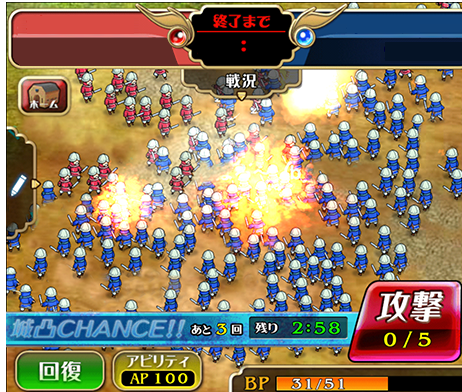 終了まで
:
戦況
ホーム
城凸CHANCE!! あと3回 残り 2:58
攻撃
0/5
回復
アビリティ
AP 100
BP 31/51